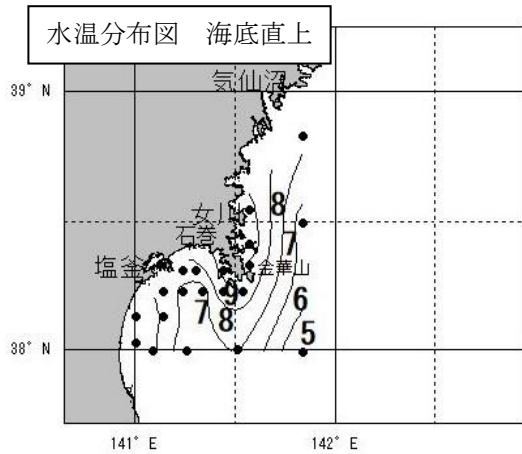 水温分布図　海底直上
39° N
気仙沼
8
女川
石巻
7
塩釜
金華山
9
6
7
8
5
38° N
141° E
142° E